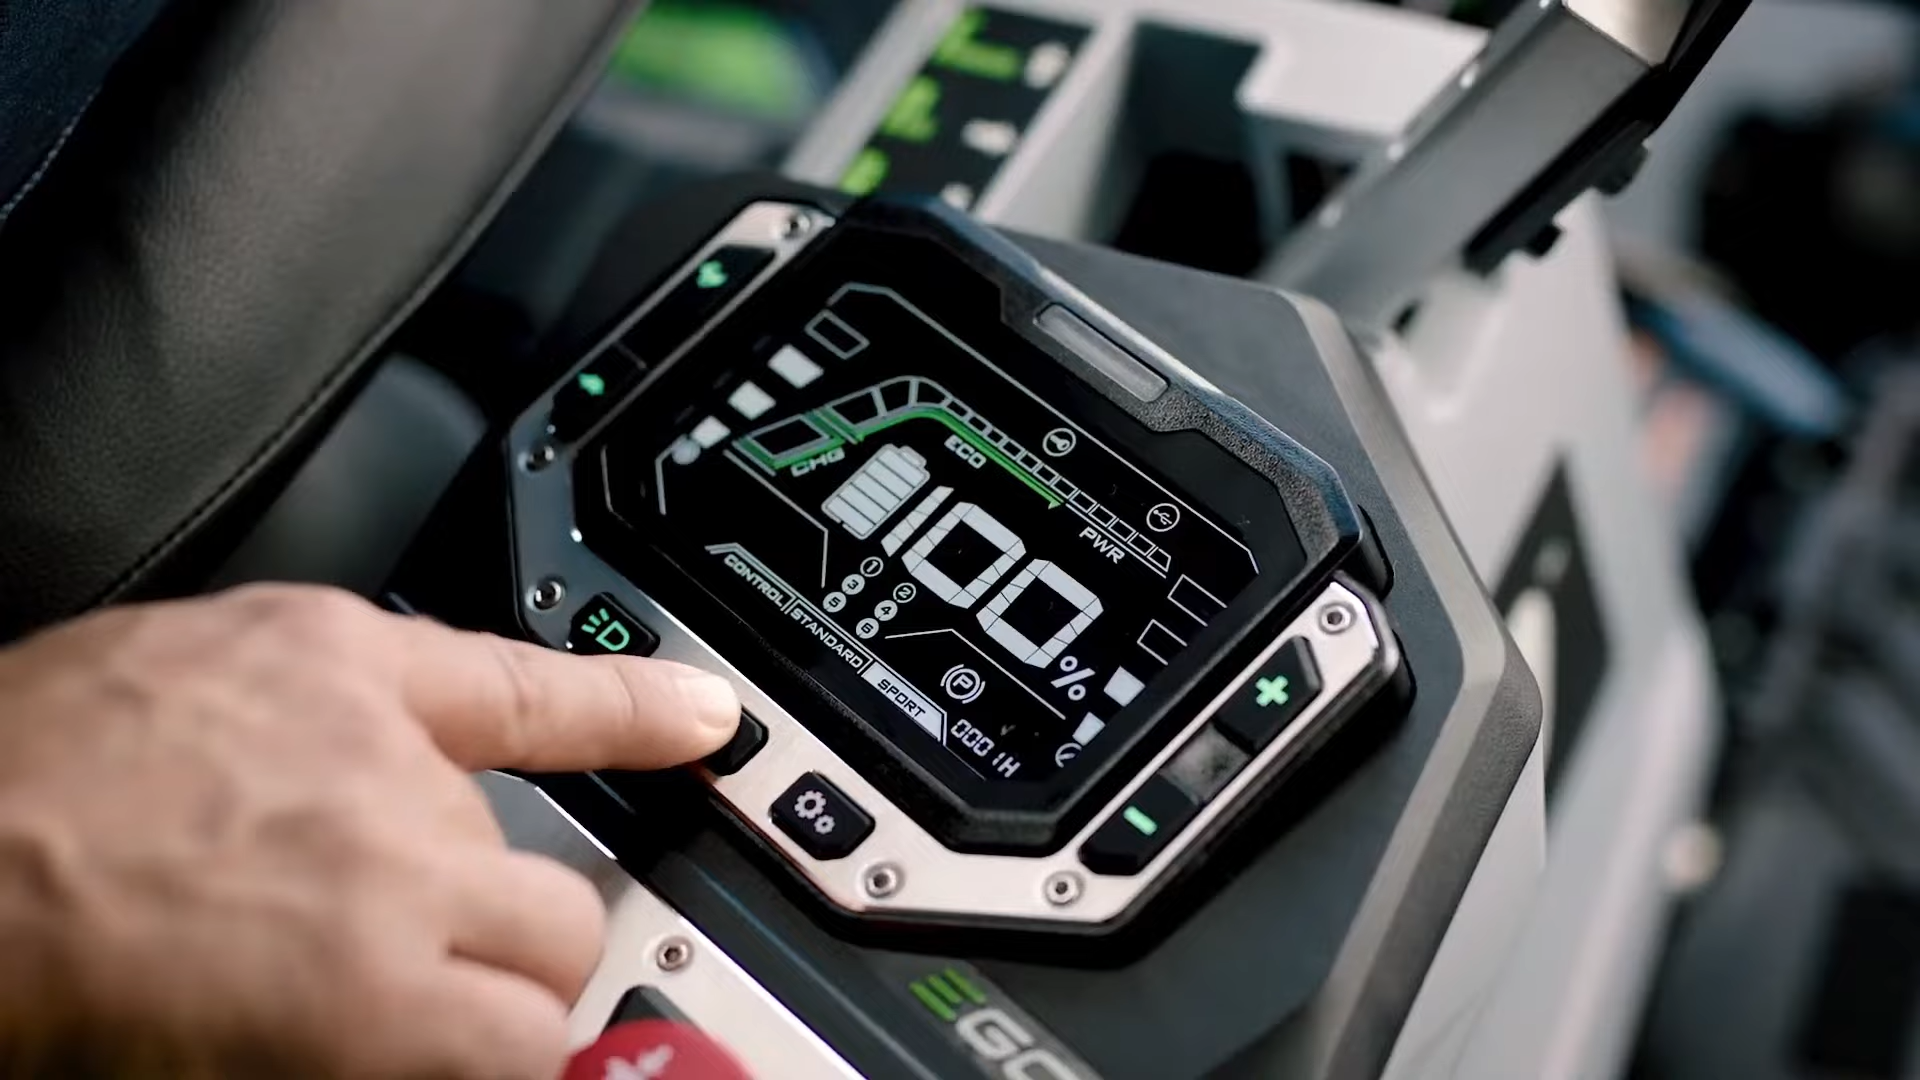 CHG
ECO
PWR
100%
1
2
3
4
5
6
CONTROL
STANDARD
SPORT
P
0001H
EGO